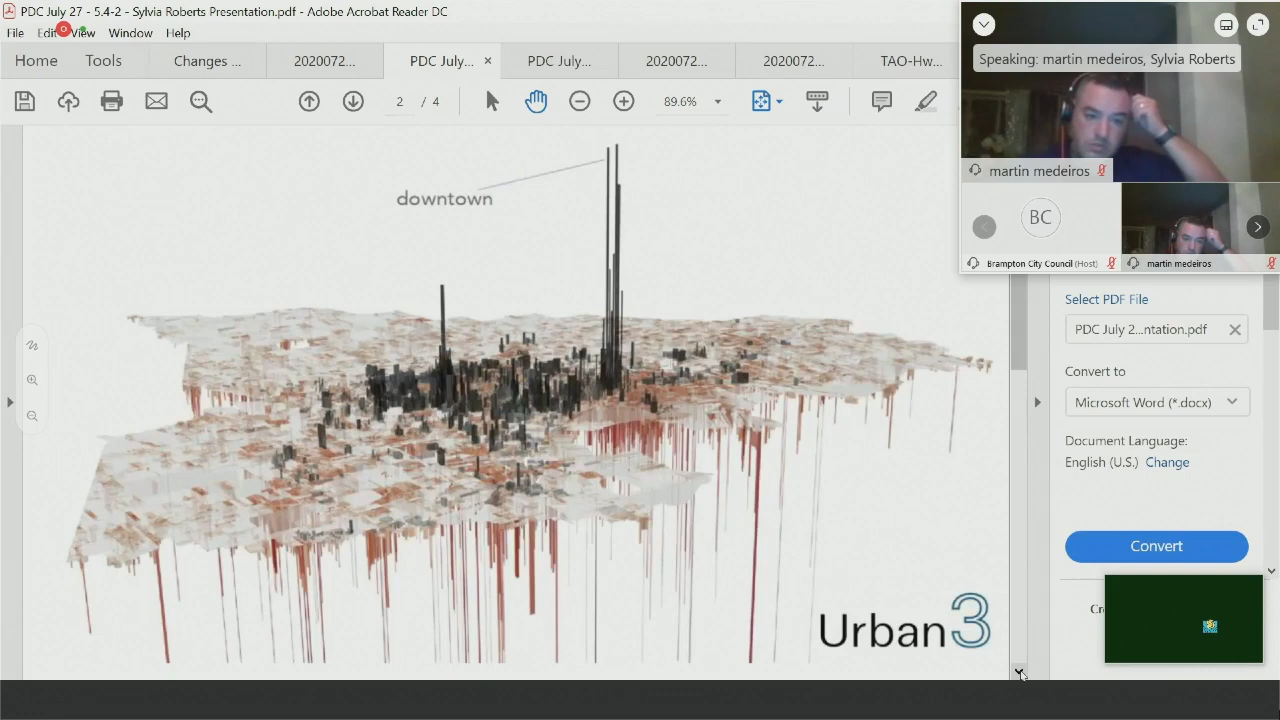 PDC July 27 - 5.4-2 - Sylvia Roberts Presentation.pdf - Adobe Acrobat Reader DC
File Edit View Window Help
Home Tools Changes ... 2020072... PDC July... × PDC July... 2020072... 2020072... TAO-Hw...
2 / 4 89.6%
Speaking: martin medeiros, Sylvia Roberts
martin medeiros
BC
Brampton City Council (Host) martin medeiros
downtown
Urban3
Select PDF File
PDC July 2...ntation.pdf
Convert to
Microsoft Word (*.docx)
Document Language:
English (U.S.) Change
Convert